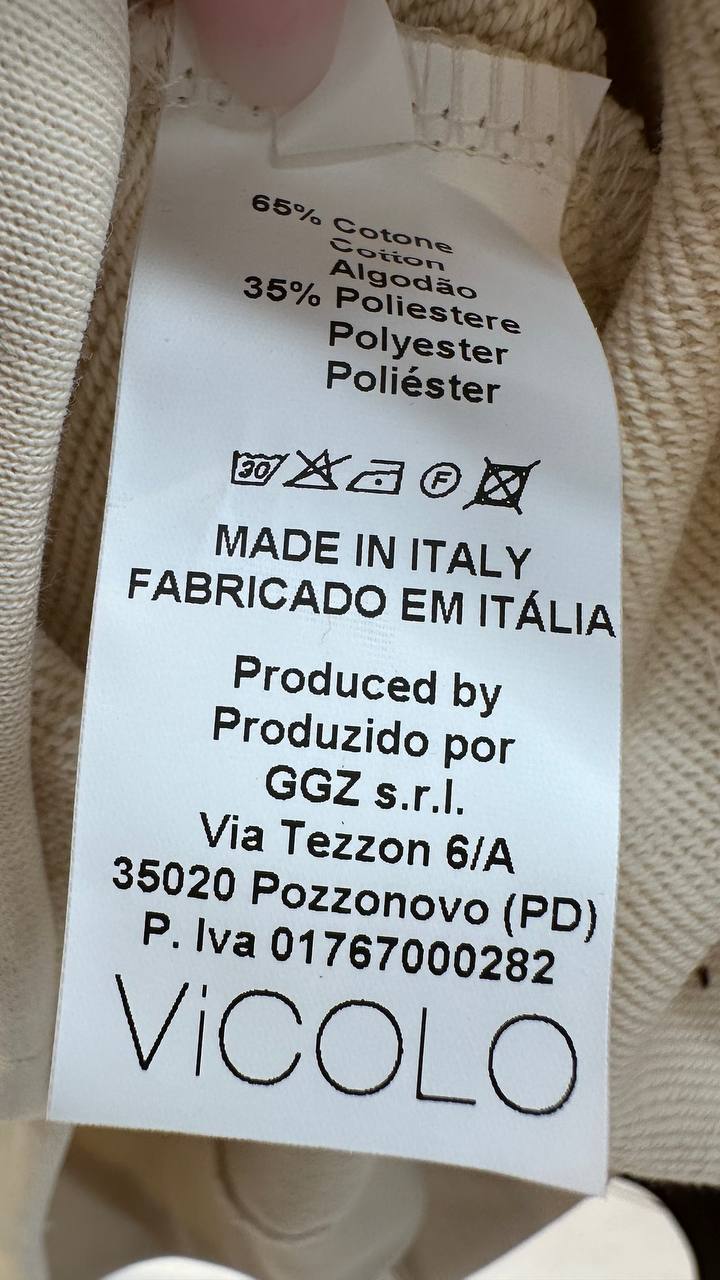 65% Cotone
Cotton
Algodão
35% Poliestere
Polyester
Poliéster
30 F
MADE IN ITALY
FABRICADO EM ITÁLIA
Produced by
Produzido por
GGZ s.r.l.
Via Tezzon 6/A
35020 Pozzonovo (PD)
P. Iva 01767000282
ViCOLO